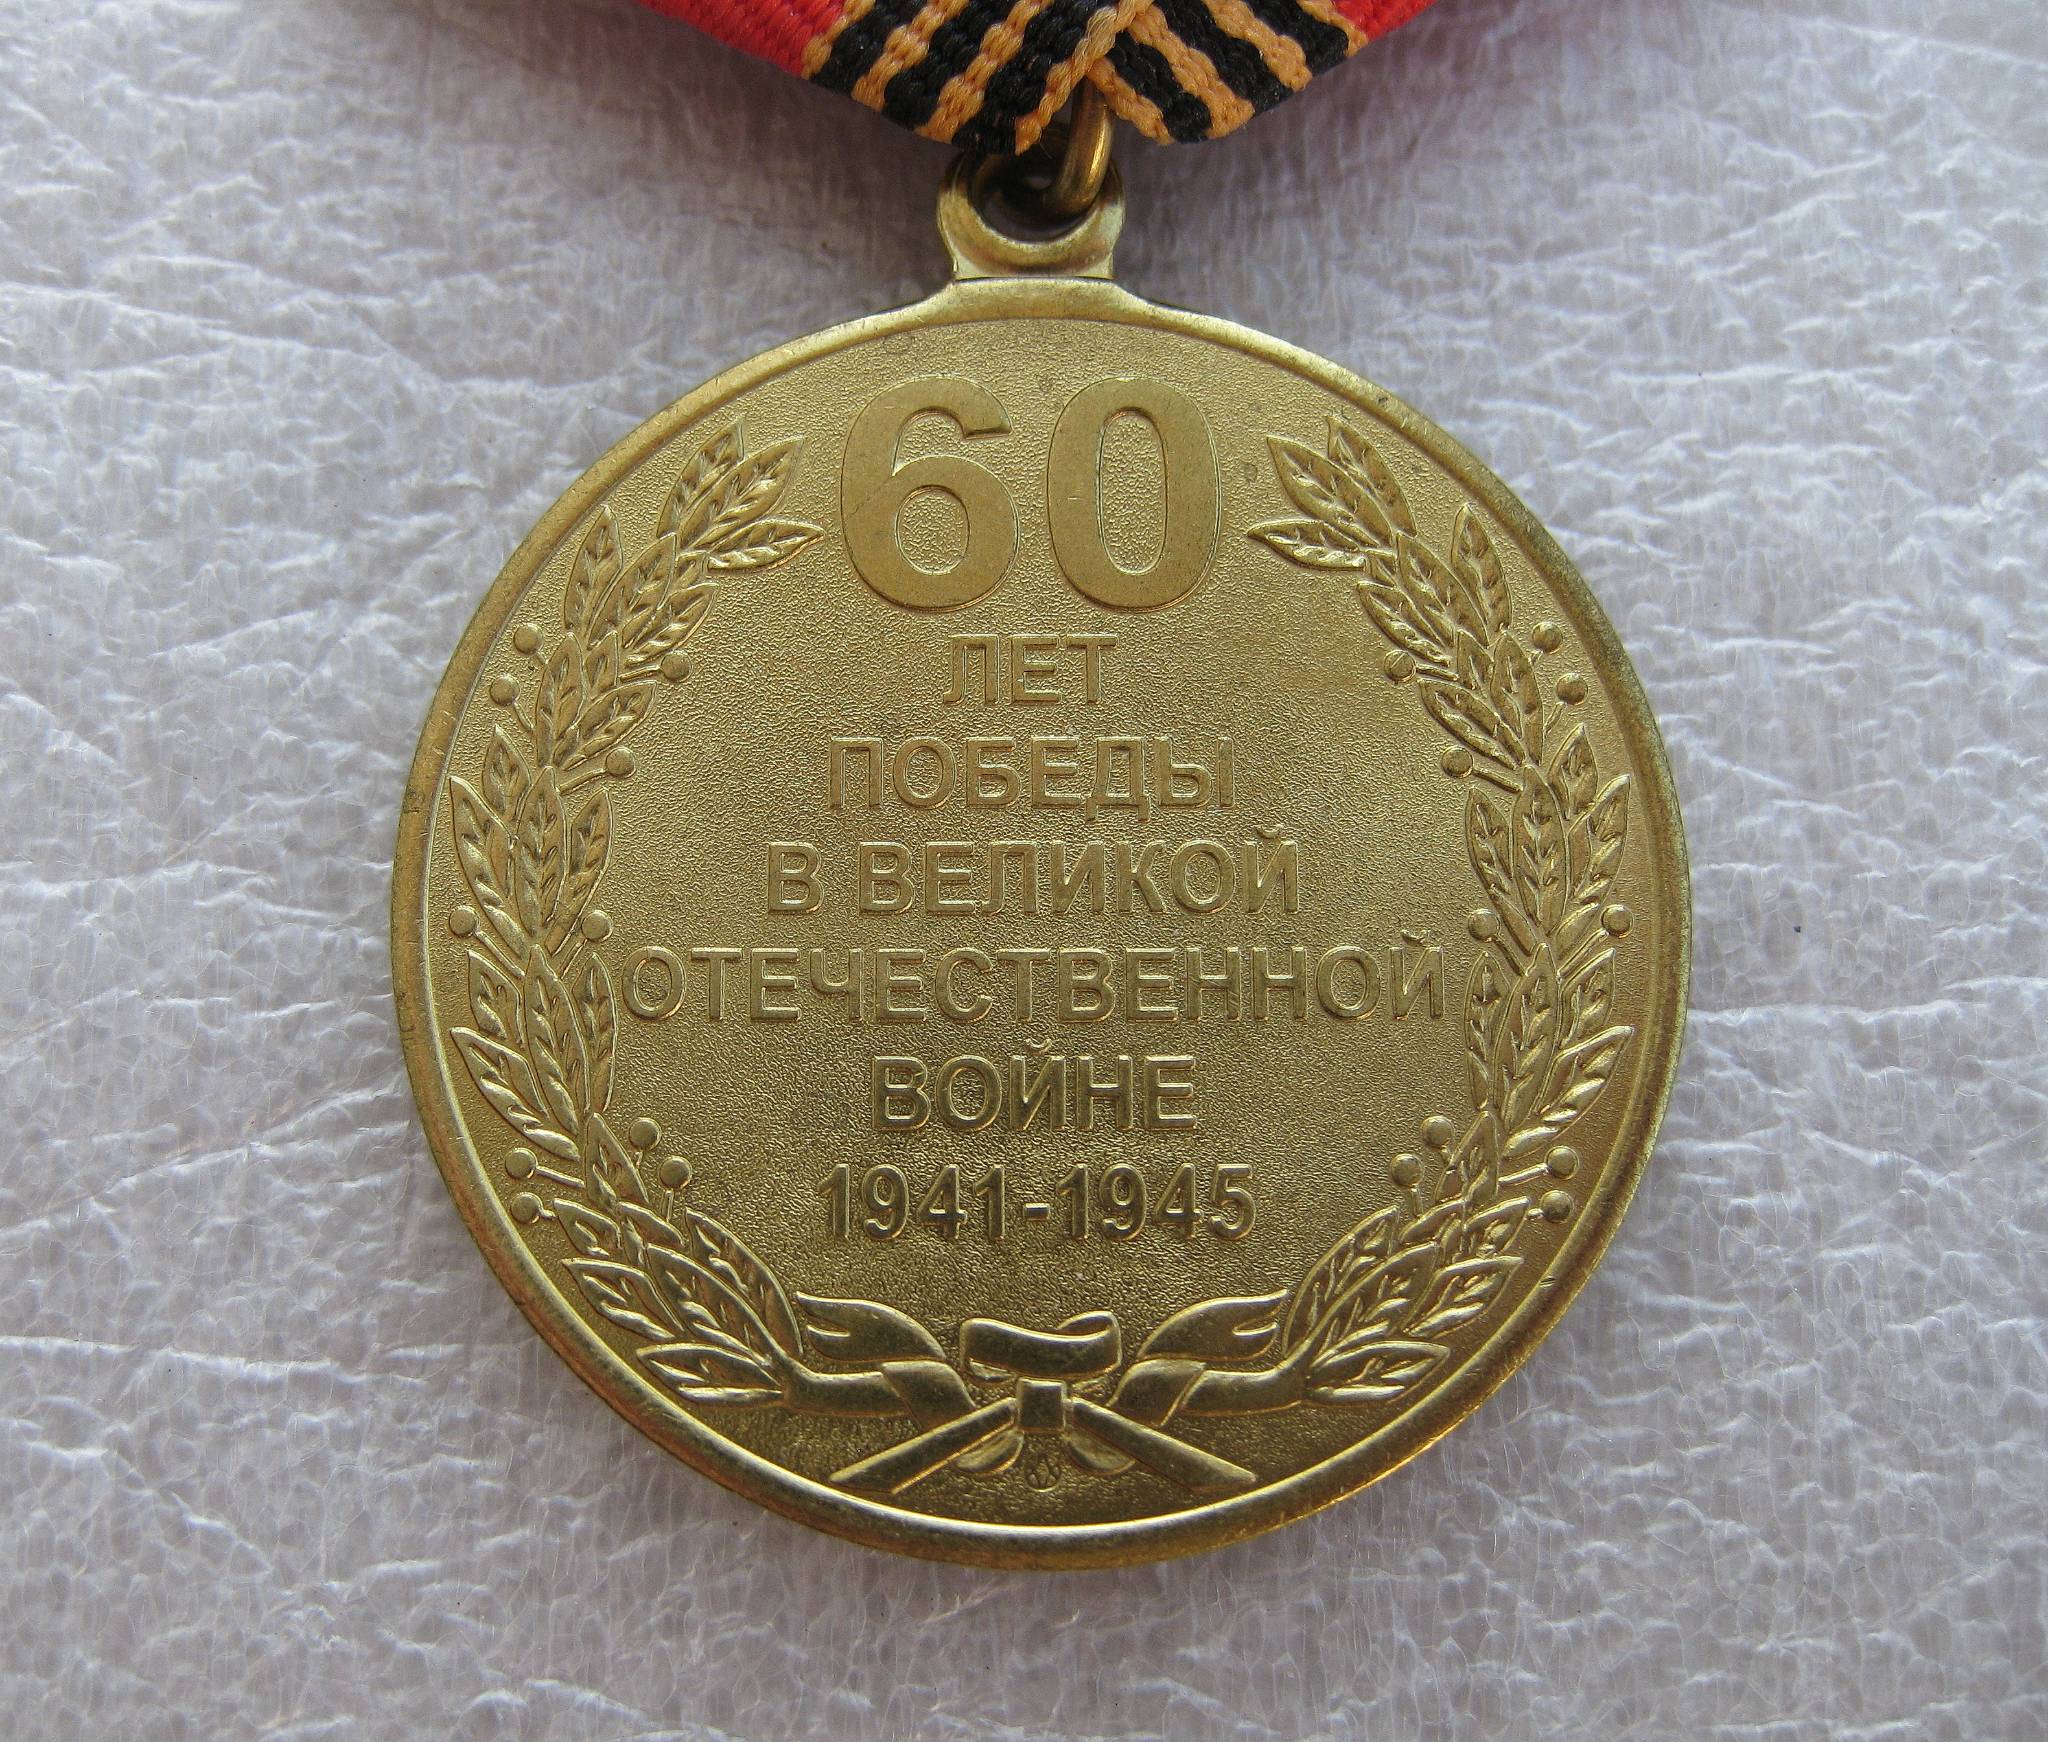 60
ЛЕТ
ПОБЕДЫ
В ВЕЛИКОЙ
ОТЕЧЕСТВЕННОЙ
ВОЙНЕ
1941-1945